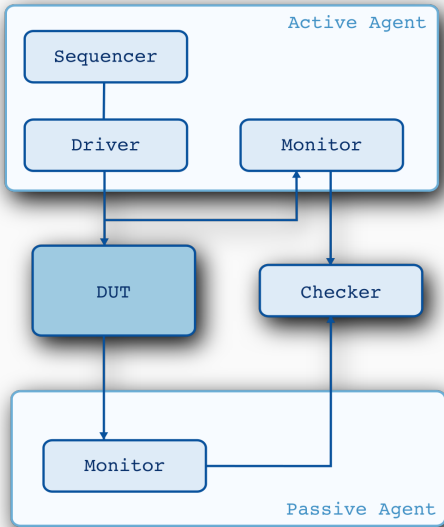 Active Agent
Sequencer
Driver
Monitor
DUT
Checker
Monitor
Passive Agent